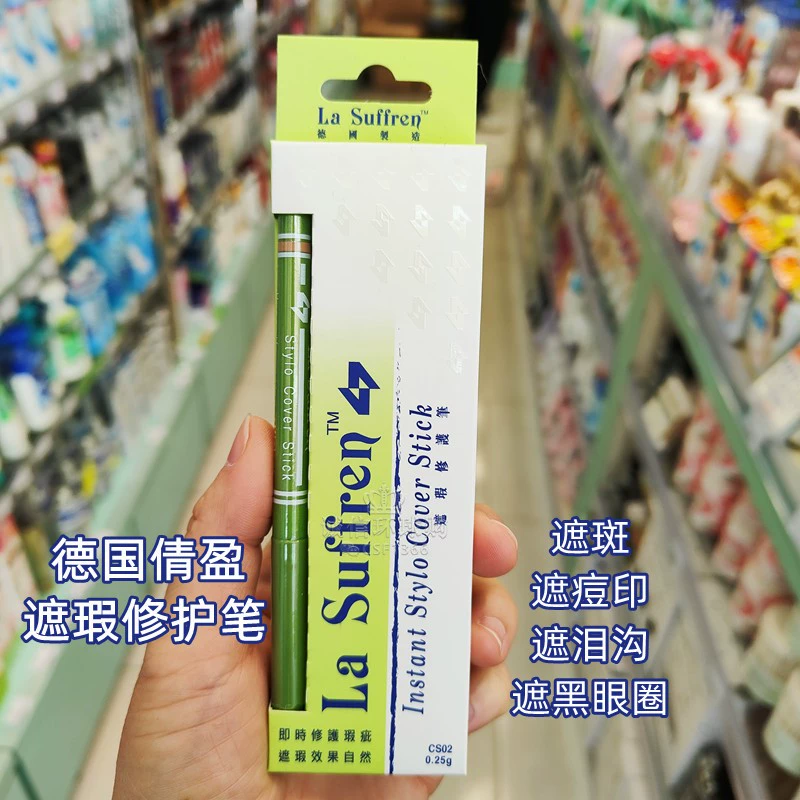 La Suffren™
德國製造
Stylo Cover Stick
La Suffren™
Instant Stylo Cover Stick
遮瑕修護筆
德国倩盈
遮瑕修护笔
遮斑
遮痘印
遮泪沟
遮黑眼圈
即時修護瑕疵
遮瑕效果自然
CS02
0.25g